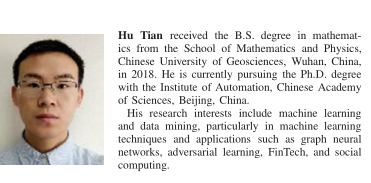 Hu Tian received the B.S. degree in mathemat-
ics from the School of Mathematics and Physics,
Chinese University of Geosciences, Wuhan, China,
in 2018. He is currently pursuing the Ph.D. degree
with the Institute of Automation, Chinese Academy
of Sciences, Beijing, China.
His research interests include machine learning
and data mining, particularly in machine learning
techniques and applications such as graph neural
networks, adversarial learning, FinTech, and social
computing.